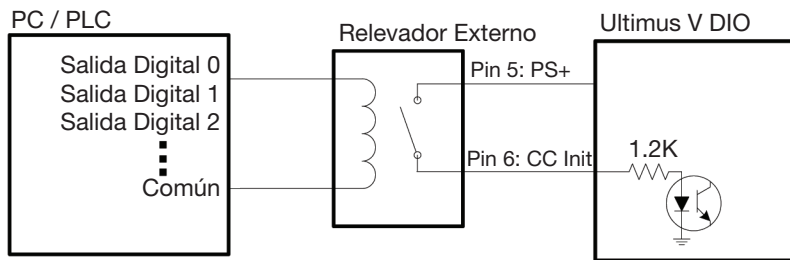 PC / PLC
Salida Digital 0
Salida Digital 1
Salida Digital 2
Común
Relevador Externo
Pin 5: PS+
Pin 6: CC Init
Ultimus V DIO
1.2K